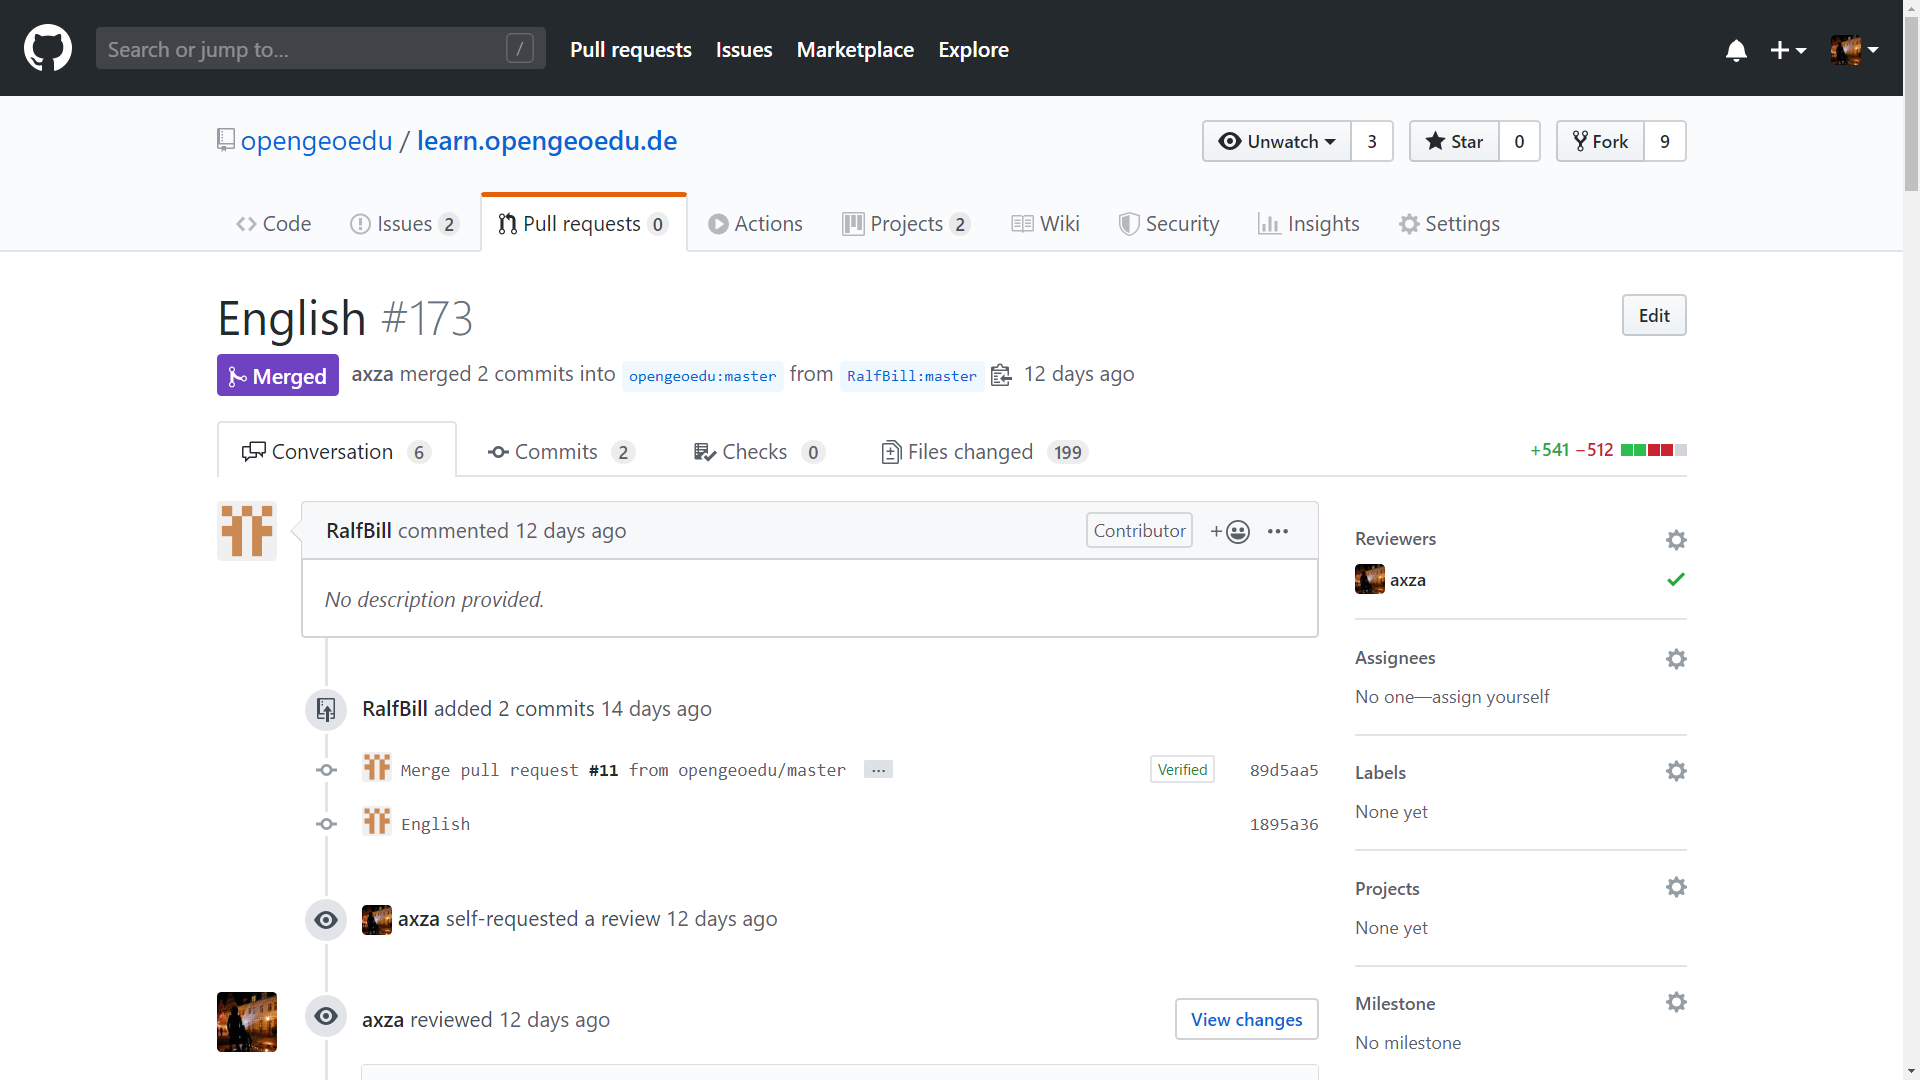 Search or jump to... /
Pull requests Issues Marketplace Explore
opengeoedu / learn.opengeoedu.de
Unwatch 3 Star 0 Fork 9
Code Issues 2 Pull requests 0 Actions Projects 2 Wiki Security Insights Settings
English #173
Edit
Merged axza merged 2 commits into opengeoedu:master from RalfBill:master 12 days ago
Conversation 6 Commits 2 Checks 0 Files changed 199
+541 −512
RalfBill commented 12 days ago
Contributor
No description provided.
RalfBill added 2 commits 14 days ago
Merge pull request #11 from opengeoedu/master ...
Verified 89d5aa5
English
1895a36
axza self-requested a review 12 days ago
axza reviewed 12 days ago
View changes
Reviewers
axza
Assignees
No one—assign yourself
Labels
None yet
Projects
None yet
Milestone
No milestone